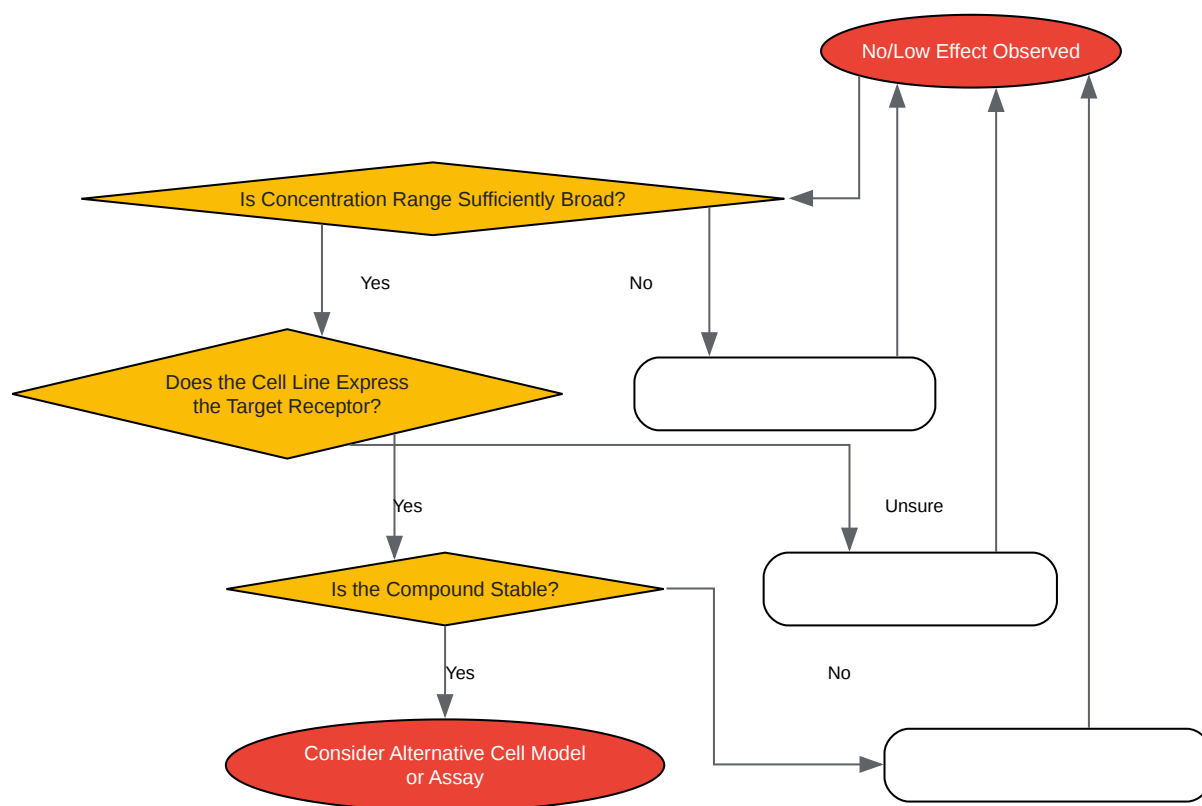 No/Low Effect Observed
Is Concentration Range Sufficiently Broad?
Yes
No
Does the Cell Line Express
the Target Receptor?
Yes
Unsure
Is the Compound Stable?
Yes
No
Consider Alternative Cell Model
or Assay